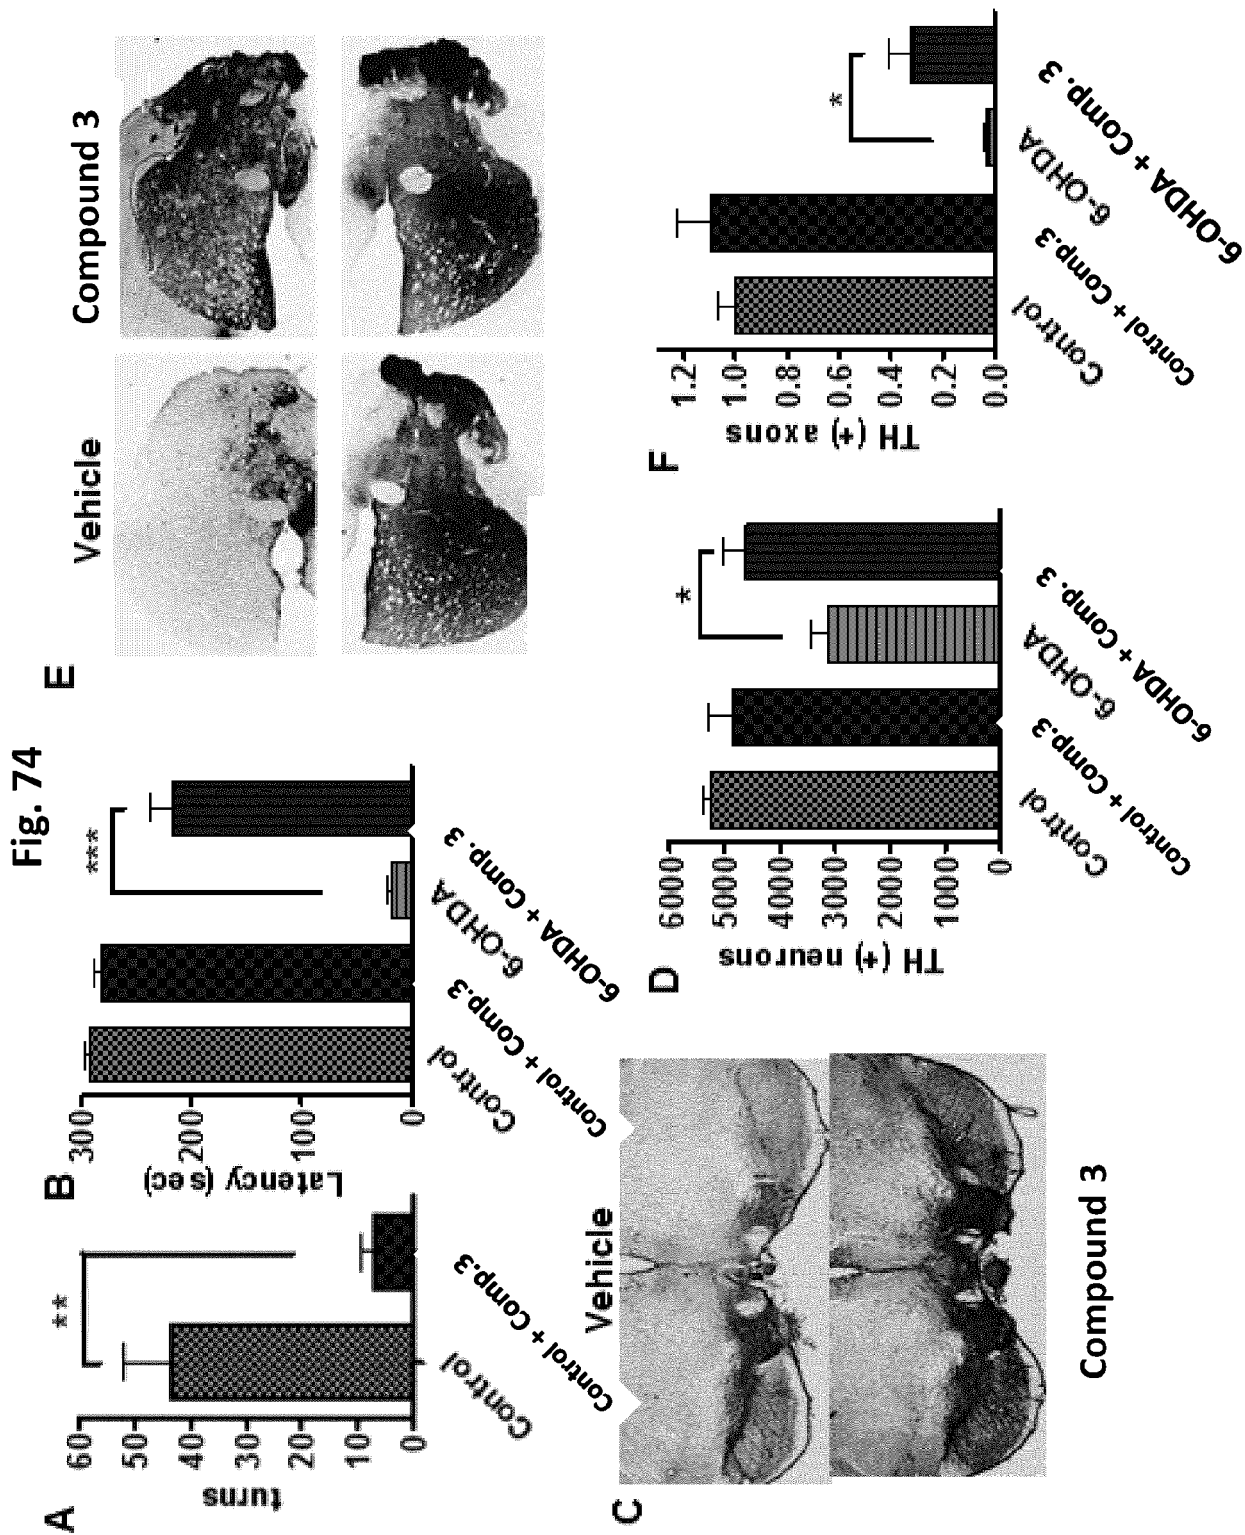 Fig. 74
A
turns
60
50
40
30
20
10
0
**
Control
Control + Comp.3
B
Latency (sec)
300
200
100
0
***
Control
Control + Comp.3
6-OHDA
6-OHDA + Comp. 3
E
Vehicle
Compound 3
C
Vehicle
Compound 3
D
TH (+) neurons
6000
5000
4000
3000
2000
1000
0
*
Control
Control + Comp.3
6-OHDA
6-OHDA + Comp. 3
F
TH (+) axons
1.2
1.0
0.8
0.6
0.4
0.2
0.0
*
Control
Control + Comp.3
6-OHDA
6-OHDA + Comp. 3